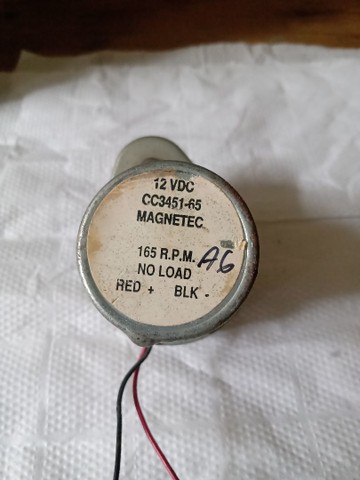 12 VDC
CC3451-65
MAGNETEC
165 R.P.M. A6
NO LOAD
RED + BLK -